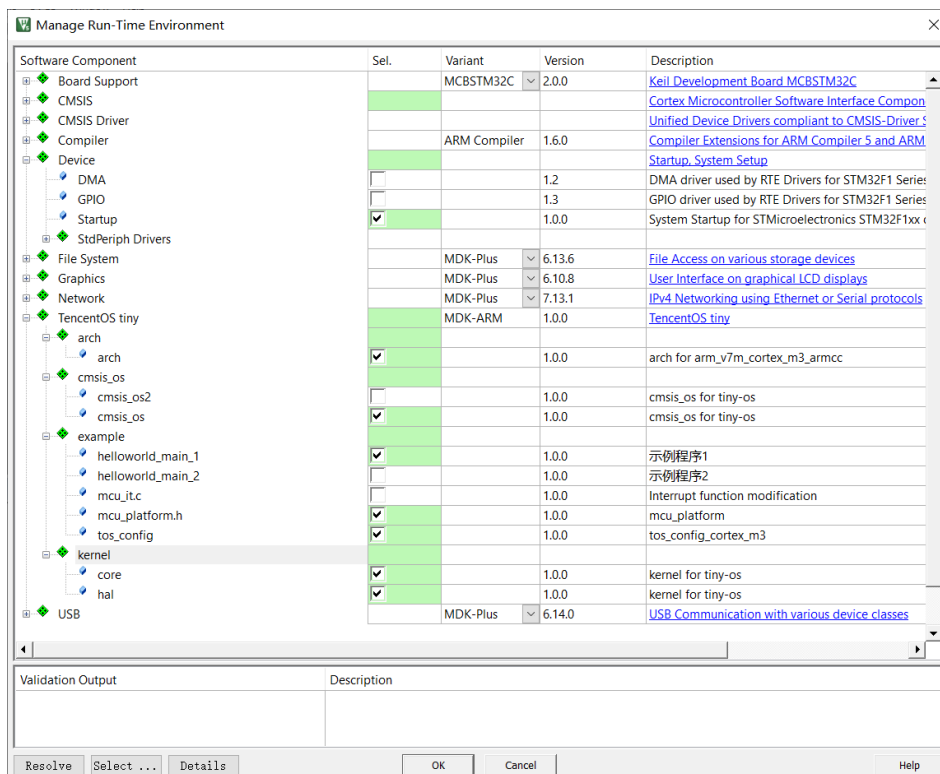 Manage Run-Time Environment
Software Component Sel. Variant Version Description
Board Support MCBSTM32C 2.0.0 Keil Development Board MCBSTM32C
CMSIS Cortex Microcontroller Software Interface Compon
CMSIS Driver Unified Device Drivers compliant to CMSIS-Driver S
Compiler ARM Compiler 1.6.0 Compiler Extensions for ARM Compiler 5 and ARM
Device Startup, System Setup
DMA 1.2 DMA driver used by RTE Drivers for STM32F1 Series
GPIO 1.3 GPIO driver used by RTE Drivers for STM32F1 Series
Startup 1.0.0 System Startup for STMicroelectronics STM32F1xx
StdPeriph Drivers
File System MDK-Plus 6.13.6 File Access on various storage devices
Graphics MDK-Plus 6.10.8 User Interface on graphical LCD displays
Network MDK-Plus 7.13.1 IPv4 Networking using Ethernet or Serial protocols
TencentOS tiny MDK-ARM 1.0.0 TencentOS tiny
arch
arch 1.0.0 arch for arm_v7m_cortex_m3_armcc
cmsis_os
cmsis_os2 1.0.0 cmsis_os for tiny-os
cmsis_os 1.0.0 cmsis_os for tiny-os
example
helloworld_main_1 1.0.0 示例程序1
helloworld_main_2 1.0.0 示例程序2
mcu_it.c 1.0.0 Interrupt function modification
mcu_platform.h 1.0.0 mcu_platform
tos_config 1.0.0 tos_config_cortex_m3
kernel
core 1.0.0 kernel for tiny-os
hal 1.0.0 kernel for tiny-os
USB MDK-Plus 6.14.0 USB Communication with various device classes
Validation Output Description
Resolve Select ... Details OK Cancel Help